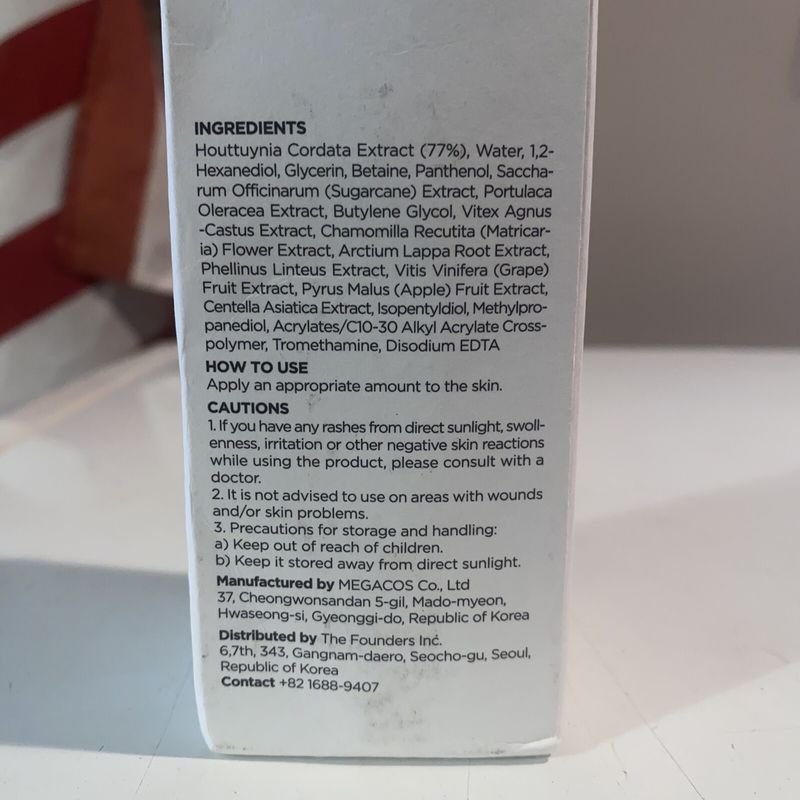 INGREDIENTS
Houttuynia Cordata Extract (77%), Water, 1,2-
Hexanediol, Glycerin, Betaine, Panthenol, Saccha-
rum Officinarum (Sugarcane) Extract, Portulaca
Oleracea Extract, Butylene Glycol, Vitex Agnus
-Castus Extract, Chamomilla Recutita (Matricar-
ia) Flower Extract, Arctium Lappa Root Extract,
Phellinus Linteus Extract, Vitis Vinifera (Grape)
Fruit Extract, Pyrus Malus (Apple) Fruit Extract,
Centella Asiatica Extract, Isopentyldiol, Methylpro-
panediol, Acrylates/C10-30 Alkyl Acrylate Cross-
polymer, Tromethamine, Disodium EDTA
HOW TO USE
Apply an appropriate amount to the skin.
CAUTIONS
1. If you have any rashes from direct sunlight, swoll-
enness, irritation or other negative skin reactions
while using the product, please consult with a
doctor.
2. It is not advised to use on areas with wounds
and/or skin problems.
3. Precautions for storage and handling:
a) Keep out of reach of children.
b) Keep it stored away from direct sunlight.
Manufactured by MEGACOS Co., Ltd
37, Cheongwonsandan 5-gil, Mado-myeon,
Hwaseong-si, Gyeonggi-do, Republic of Korea
Distributed by The Founders Inc.
6,7th, 343, Gangnam-daero, Seocho-gu, Seoul,
Republic of Korea
Contact +82 1688-9407